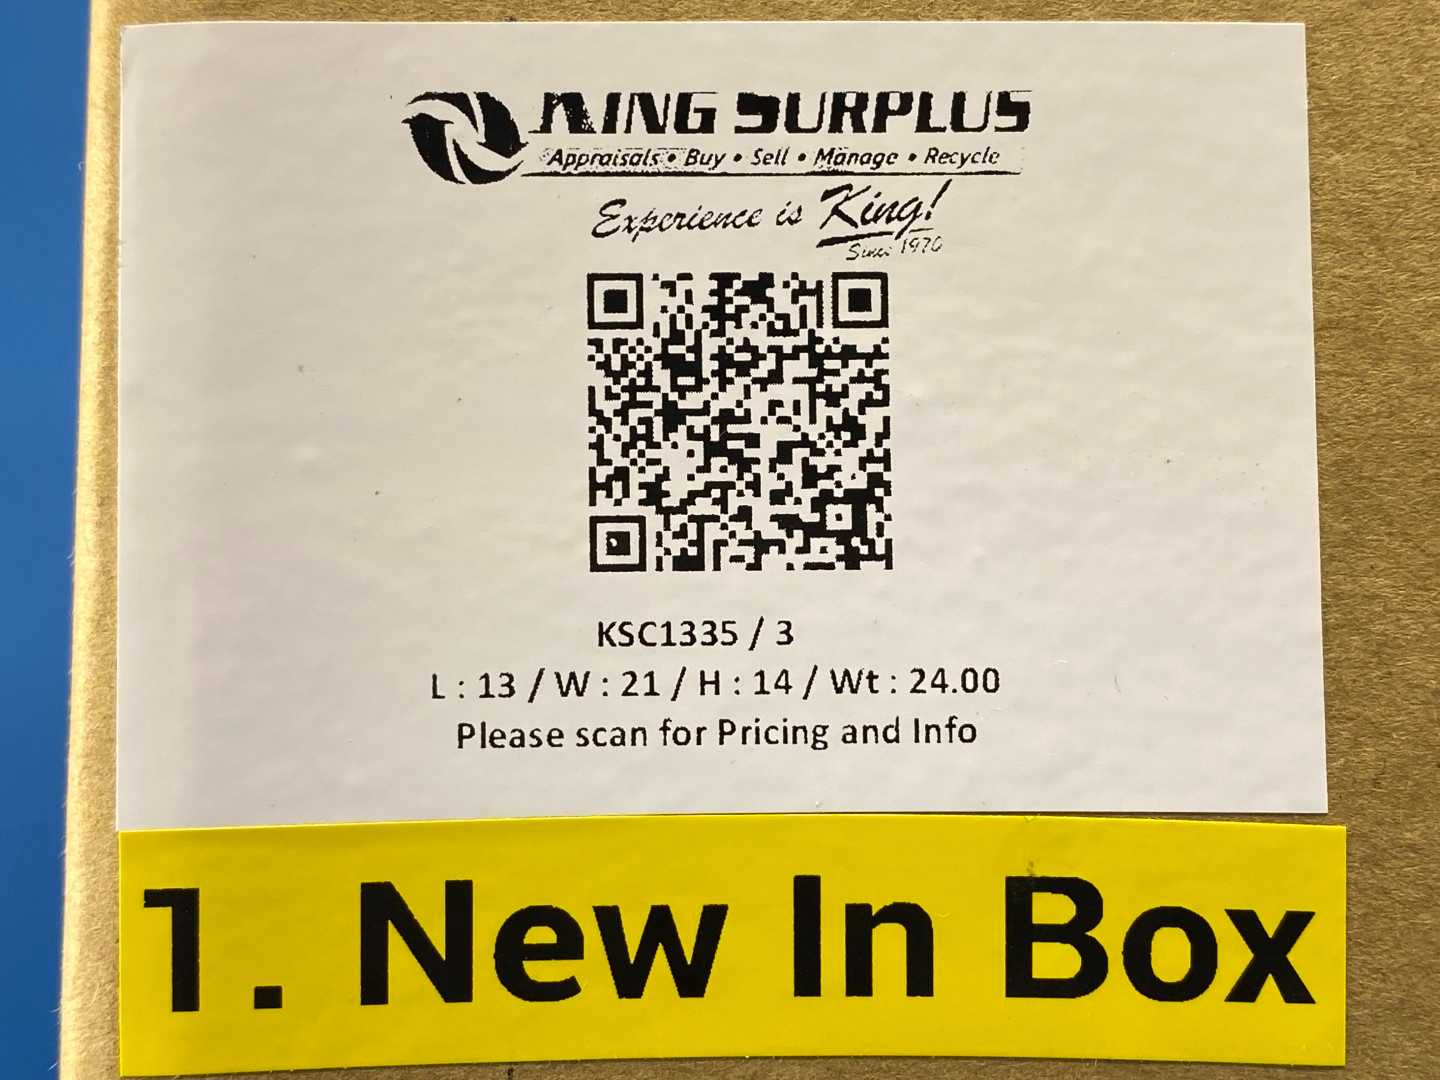 KING SURPLUS
Appraisals • Buy • Sell • Manage • Recycle
Experience is King!
Since 1970
KSC1335 / 3
L : 13 / W : 21 / H : 14 / Wt : 24.00
Please scan for Pricing and Info
1. New In Box